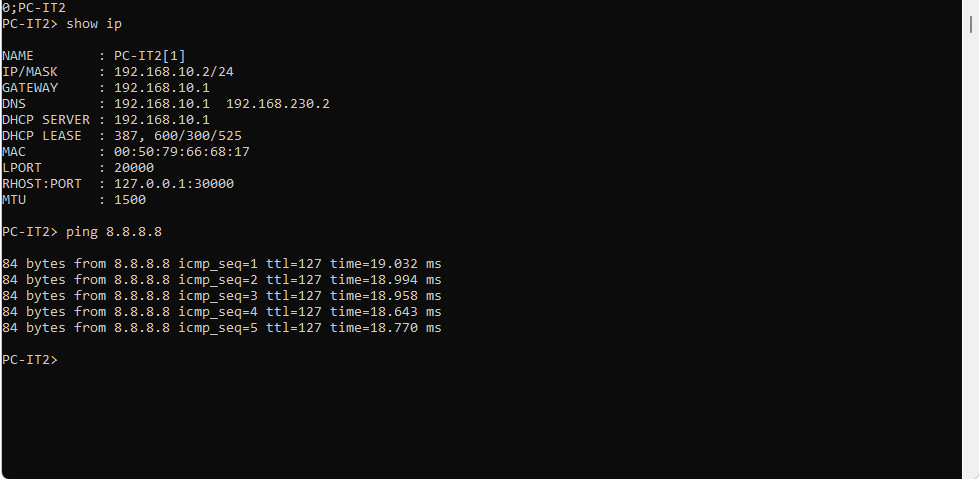 0;PC-IT2
PC-IT2> show ip
NAME        : PC-IT2[1]
IP/MASK     : 192.168.10.2/24
GATEWAY     : 192.168.10.1
DNS         : 192.168.10.1  192.168.230.2
DHCP SERVER : 192.168.10.1
DHCP LEASE  : 387, 600/300/525
MAC         : 00:50:79:66:68:17
LPORT       : 20000
RHOST:PORT  : 127.0.0.1:30000
MTU         : 1500
PC-IT2> ping 8.8.8.8
84 bytes from 8.8.8.8 icmp_seq=1 ttl=127 time=19.032 ms
84 bytes from 8.8.8.8 icmp_seq=2 ttl=127 time=18.994 ms
84 bytes from 8.8.8.8 icmp_seq=3 ttl=127 time=18.958 ms
84 bytes from 8.8.8.8 icmp_seq=4 ttl=127 time=18.643 ms
84 bytes from 8.8.8.8 icmp_seq=5 ttl=127 time=18.770 ms
PC-IT2>